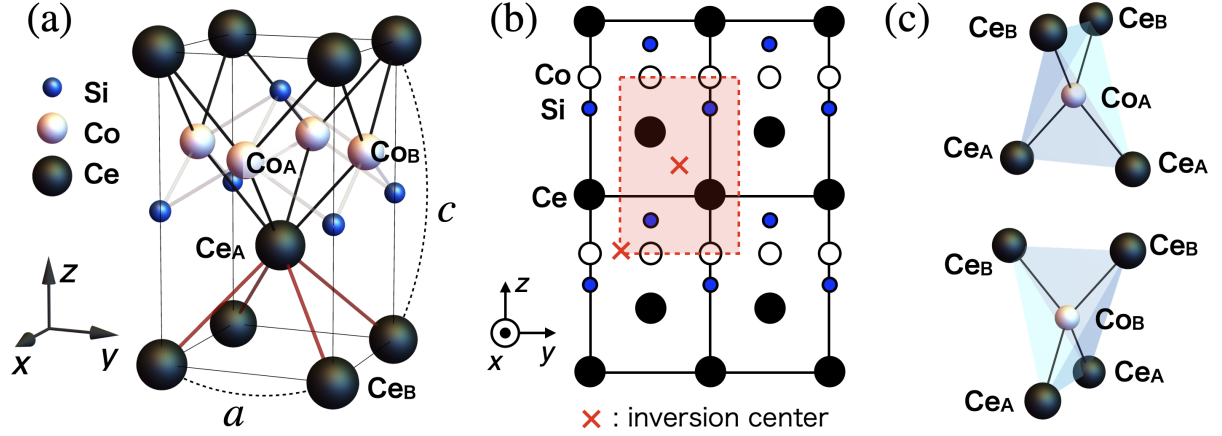 (a)
Si
Co
Ce
CoA
CoB
CeA
CeB
c
a
z
x
y
(b)
Co
Si
Ce
z
x
y
× : inversion center
(c)
CeB
CeB
CoA
CeA
CeA
CeB
CeB
CoB
CeA
CeA